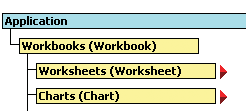 Application
Workbooks (Workbook)
Worksheets (Worksheet)
Charts (Chart)